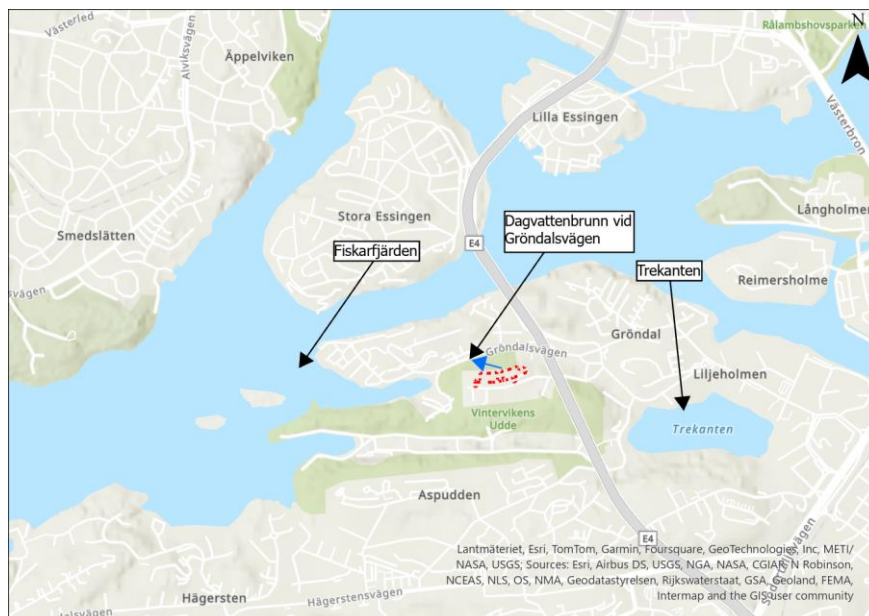 Västerled
Alviksvägen
Äppelviken
Rålambshovsparken
N
Västerbron
Lilla Essingen
Långholmen
Stora Essingen
Dagvattenbrunn vid
Gröndalsvägen
Smedslätten
E4
Fiskarfjärden
Trekanten
Reimersholme
Gröndal
Gröndalsvägen
Liljeholmen
Vintervikens
Udde
Trekanten
Aspudden
E4
Hägersten
Hägerstensvägen
Lantmäteriet, Esri, TomTom, Garmin, Foursquare, GeoTechnologies, Inc, METI/
NASA, USGS; Sources: Esri, Airbus DS, USGS, NGA, NASA, CGIAR, N Robinson,
NCEAS, NLS, OS, NMA, Geodatastyrelsen, Rijkswaterstaat, GSA, Geoland, FEMA,
Intermap and the GIS user community